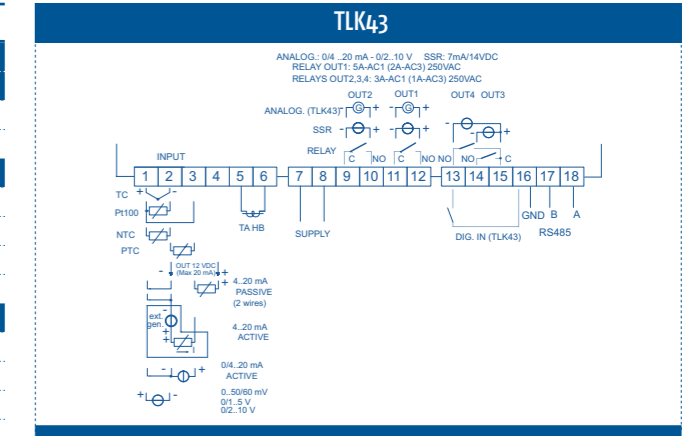 TLK43
ANALOG.: 0/4 ..20 mA - 0/2..10 V SSR: 7mA/14VDC
RELAY OUT1: 5A-AC1 (2A-AC3) 250VAC
RELAYS OUT2,3,4: 3A-AC1 (1A-AC3) 250VAC
OUT2 OUT1 OUT4 OUT3
ANALOG. (TLK43) - G + - G +
SSR - + - + - +
RELAY C NO C NO NO NO C
INPUT
1 2 3 4 5 6 7 8 9 10 11 12 13 14 15 16 17 18
TC + -
Pt100
NTC
PTC
TA HB
SUPPLY
DIG. IN (TLK43)
GND B A
RS485
OUT 12 VDC
(Max 20 mA)
- + +
4..20 mA
PASSIVE
(2 wires)
ext.
gen.
- + +
I
4..20 mA
ACTIVE
- +
0/4..20 mA
ACTIVE
+ -
0..50/60 mV
0/1..5 V
0/2..10 V